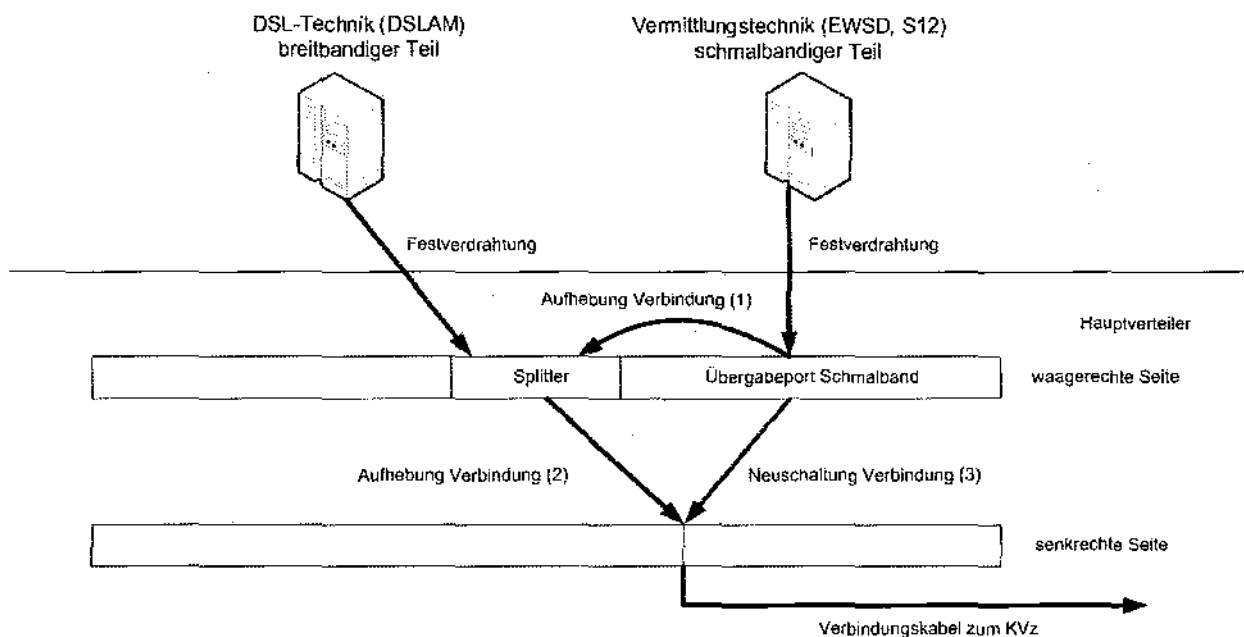 DSL-Technik (DSLAM)
breitbandiger Teil
Vermittlungstechnik (EWSD, S12)
schmalbandiger Teil
Festverdrahtung
Festverdrahtung
Aufhebung Verbindung (1)
Hauptverteiler
Splitter
Übergabeport Schmalband
waagerechte Seite
Aufhebung Verbindung (2)
Neuschaltung Verbindung (3)
senkrechte Seite
Verbindungskabel zum KVz